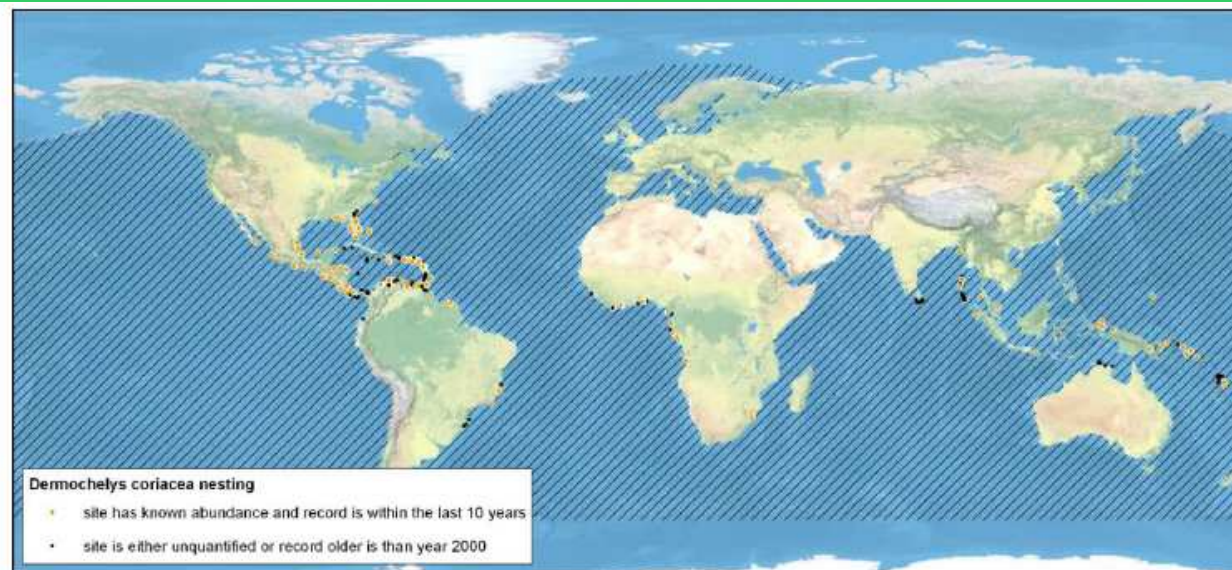 Dermochelys coriacea nesting
site has known abundance and record is within the last 10 years
site is either unquantified or record older is than year 2000